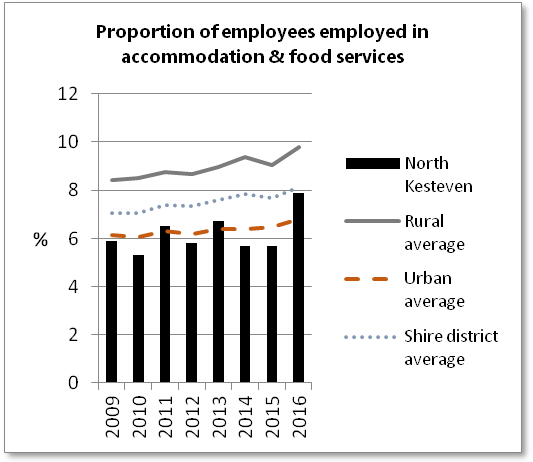 Proportion of employees employed in
accommodation & food services
12
10
8
6
4
2
0
%
2009
2010
2011
2012
2013
2014
2015
2016
North
Kesteven
Rural
average
Urban
average
Shire district
average